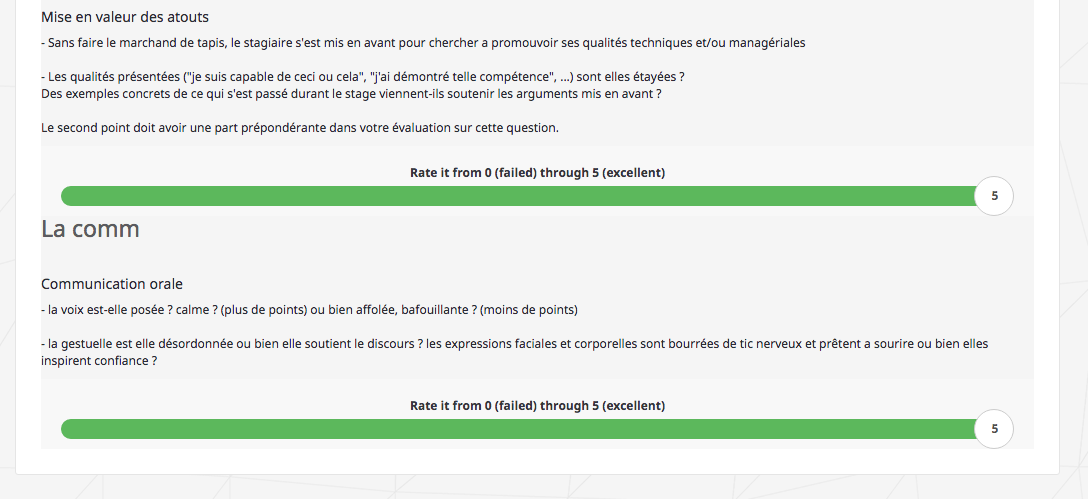 Mise en valeur des atouts
- Sans faire le marchand de tapis, le stagiaire s'est mis en avant pour chercher a promouvoir ses qualités techniques et/ou managériales
- Les qualités présentées ("je suis capable de ceci ou cela", "j'ai démontré telle compétence", ...) sont elles étayées ?
Des exemples concrets de ce qui s'est passé durant le stage viennent-ils soutenir les arguments mis en avant ?
Le second point doit avoir une part prépondérante dans votre évaluation sur cette question.
Rate it from 0 (failed) through 5 (excellent)
5
La comm
Communication orale
- la voix est-elle posée ? calme ? (plus de points) ou bien affolée, bafouillante ? (moins de points)
- la gestuelle est elle désordonnée ou bien elle soutient le discours ? les expressions faciales et corporelles sont bourrées de tic nerveux et prêtent a sourire ou bien elles
inspirent confiance ?
Rate it from 0 (failed) through 5 (excellent)
5